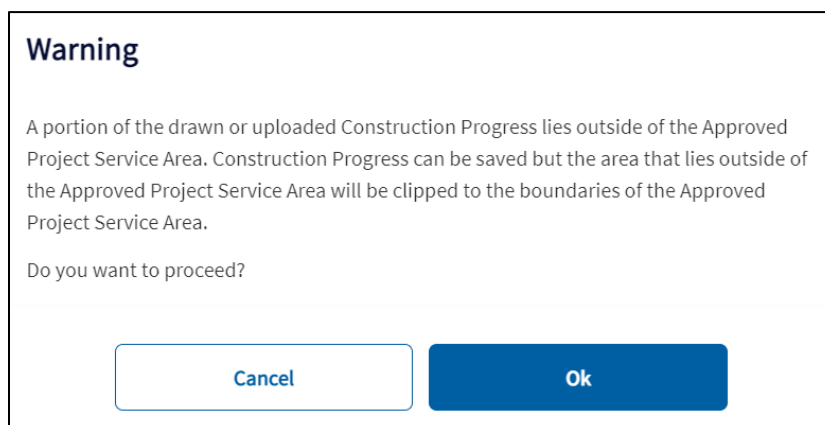 Warning
A portion of the drawn or uploaded Construction Progress lies outside of the Approved
Project Service Area. Construction Progress can be saved but the area that lies outside of
the Approved Project Service Area will be clipped to the boundaries of the Approved
Project Service Area.
Do you want to proceed?
Cancel
Ok